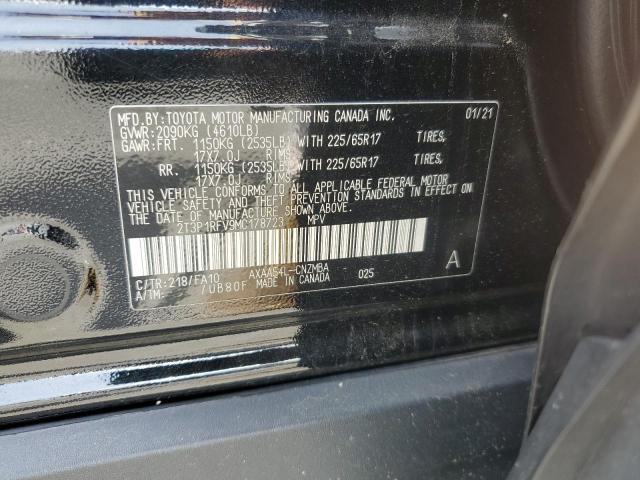 MFD.BY:TOYOTA MOTOR MANUFACTURING CANADA INC. 01/21
GVWR:2090KG (4610LB)
GAWR:FRT. 1150KG (2535LB) WITH 225/65R17 TIRES,
17X7.0J RIMS
RR. 1150KG (2535LB) WITH 225/65R17 TIRES,
17X7.0J RIMS
THIS VEHICLE CONFORMS TO ALL APPLICABLE FEDERAL MOTOR
VEHICLE SAFETY AND THEFT PREVENTION STANDARDS IN EFFECT ON
THE DATE OF MANUFACTURE SHOWN ABOVE.
2T3P1RFV9MC178723 MPV
A
C/TR:218/FA10 AXAA54L-CNZMBA 025
A/TM: /UB80F MADE IN CANADA